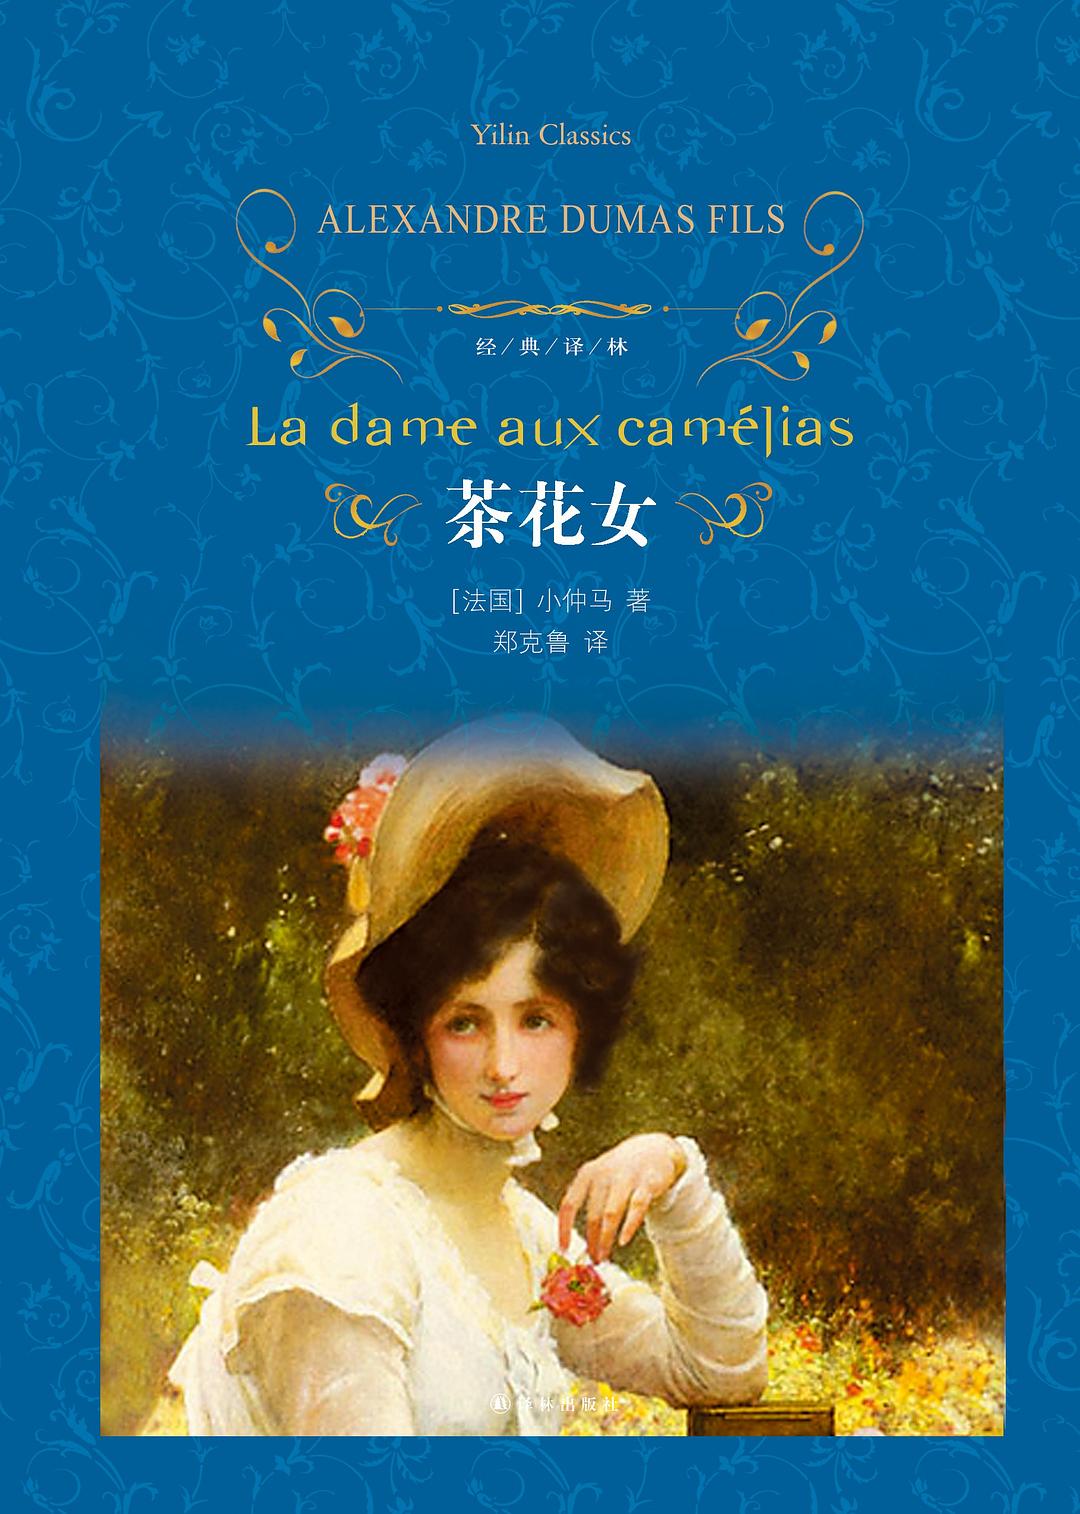 Yilin Classics
ALEXANDRE DUMAS FILS
经/典/译/林
La dame aux camélias
茶花女
[法国] 小仲马 著
郑克鲁 译
译林出版社